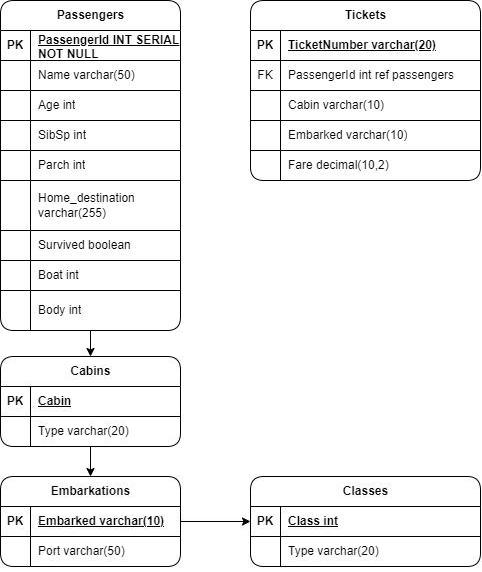 Passengers
PK PassengerId INT SERIAL
NOT NULL
Name varchar(50)
Age int
SibSp int
Parch int
Home_destination
varchar(255)
Survived boolean
Boat int
Body int
Tickets
PK TicketNumber varchar(20)
FK PassengerId int ref passengers
Cabin varchar(10)
Embarked varchar(10)
Fare decimal(10,2)
Cabins
PK Cabin
Type varchar(20)
Embarkations
PK Embarked varchar(10)
Port varchar(50)
Classes
PK Class int
Type varchar(20)